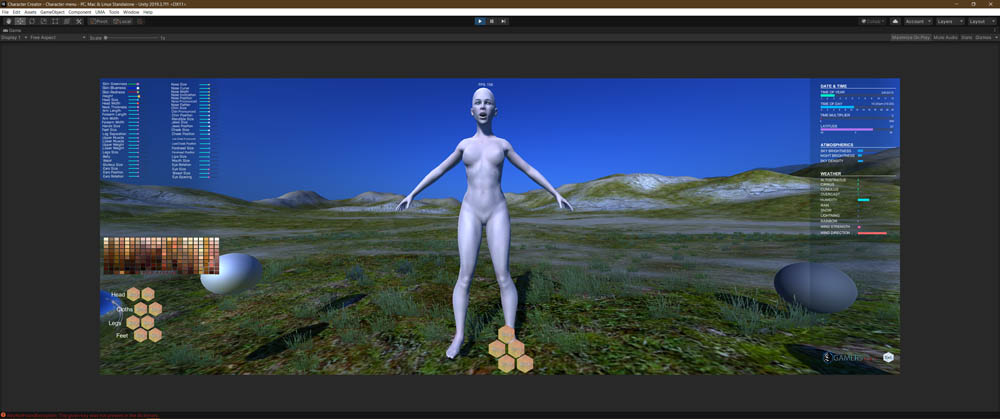 Character Creator - Character-menu - PC, Mac & Linux Standalone - Unity 2019.3.7f1 <DX11>
File Edit Assets GameObject Component UMA Tools Window Help
Pivot Local
Collab Account Layers Layout
Game
Display 1 Free Aspect Scale 1x
Maximize On Play Mute Audio Stats Gizmos
Skin Greenness
Skin Blueness
Skin Redness
Height
Head Size
Head Width
Neck Thickness
Arm Length
Forearm Length
Arm Width
Forearm Width
Hands Size
Feet Size
Leg Separation
Upper Muscle
Lower Muscle
Upper Weight
Lower Weight
Legs Size
Belly
Waist
Gluteus Size
Ears Size
Ears Position
Ears Rotation
Nose Size
Nose Curve
Nose Width
Nose Inclination
Nose Position
Nose Pronounced
Nose Flatten
Chin Size
Chin Pronounced
Chin Position
Mandible Size
Jaws Size
Jaws Position
Cheek Size
Cheek Position
Low Cheek Pronounced
Low Cheek Position
Forehead Size
Forehead Position
Lips Size
Mouth Size
Eye Rotation
Eye Size
Breast Size
Eye Spacing
DATE & TIME
TIME OF YEAR
TIME OF DAY
TIME MULTIPLIER
LATITUDE
ATMOSPHERICS
SKY BRIGHTNESS
NIGHT BRIGHTNESS
SKY DENSITY
WEATHER
CIRRUS
CUMULUS
OVERCAST
HUMIDITY
RAIN
SNOW
LIGHTNING
RAINBOW
WIND STRENGTH
WIND DIRECTION
Head
Cloths
Legs
Feet
GAMERS